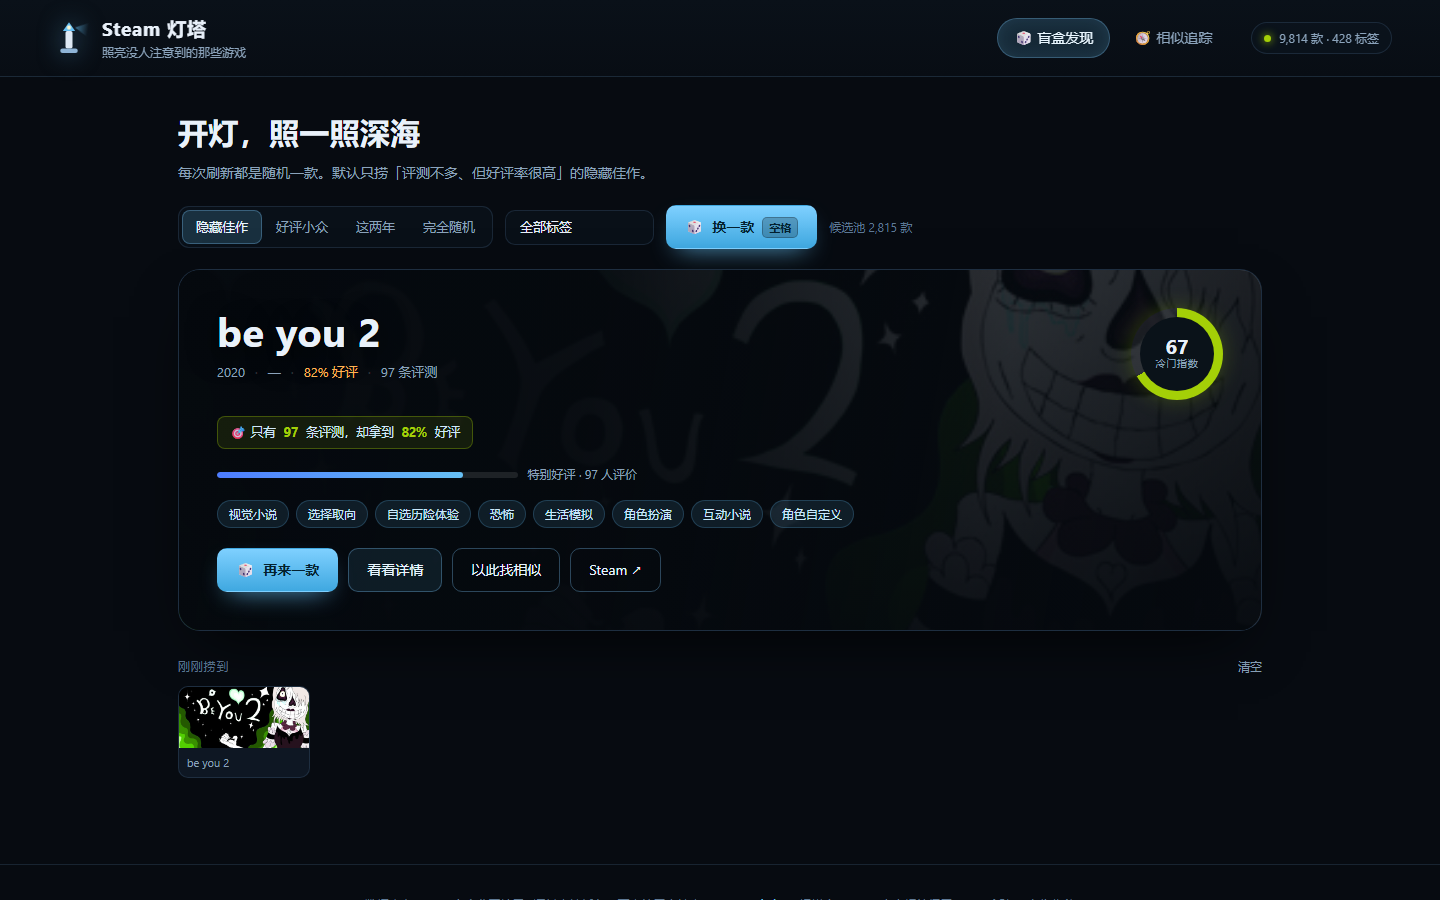 Steam 灯塔
照亮没人注意到的那些游戏
盲盒发现
相似追踪
9,814 款 · 428 标签
开灯，照一照深海
每次刷新都是随机一款。默认只捞「评测不多、但好评率很高」的隐藏佳作。
隐藏佳作 好评小众 这两年 完全随机
全部标签
换一款 空格
候选池 2,815 款
be you 2
2020 · — · 82% 好评 · 97 条评测
67
冷门指数
只有 97 条评测，却拿到 82% 好评
特别好评 · 97 人评价
视觉小说 选择取向 自选历险体验 恐怖 生活模拟 角色扮演 互动小说 角色自定义
再来一款 看看详情 以此找相似 Steam ↗
Be You 2
刚刚捞到
清空
Be You 2
be you 2